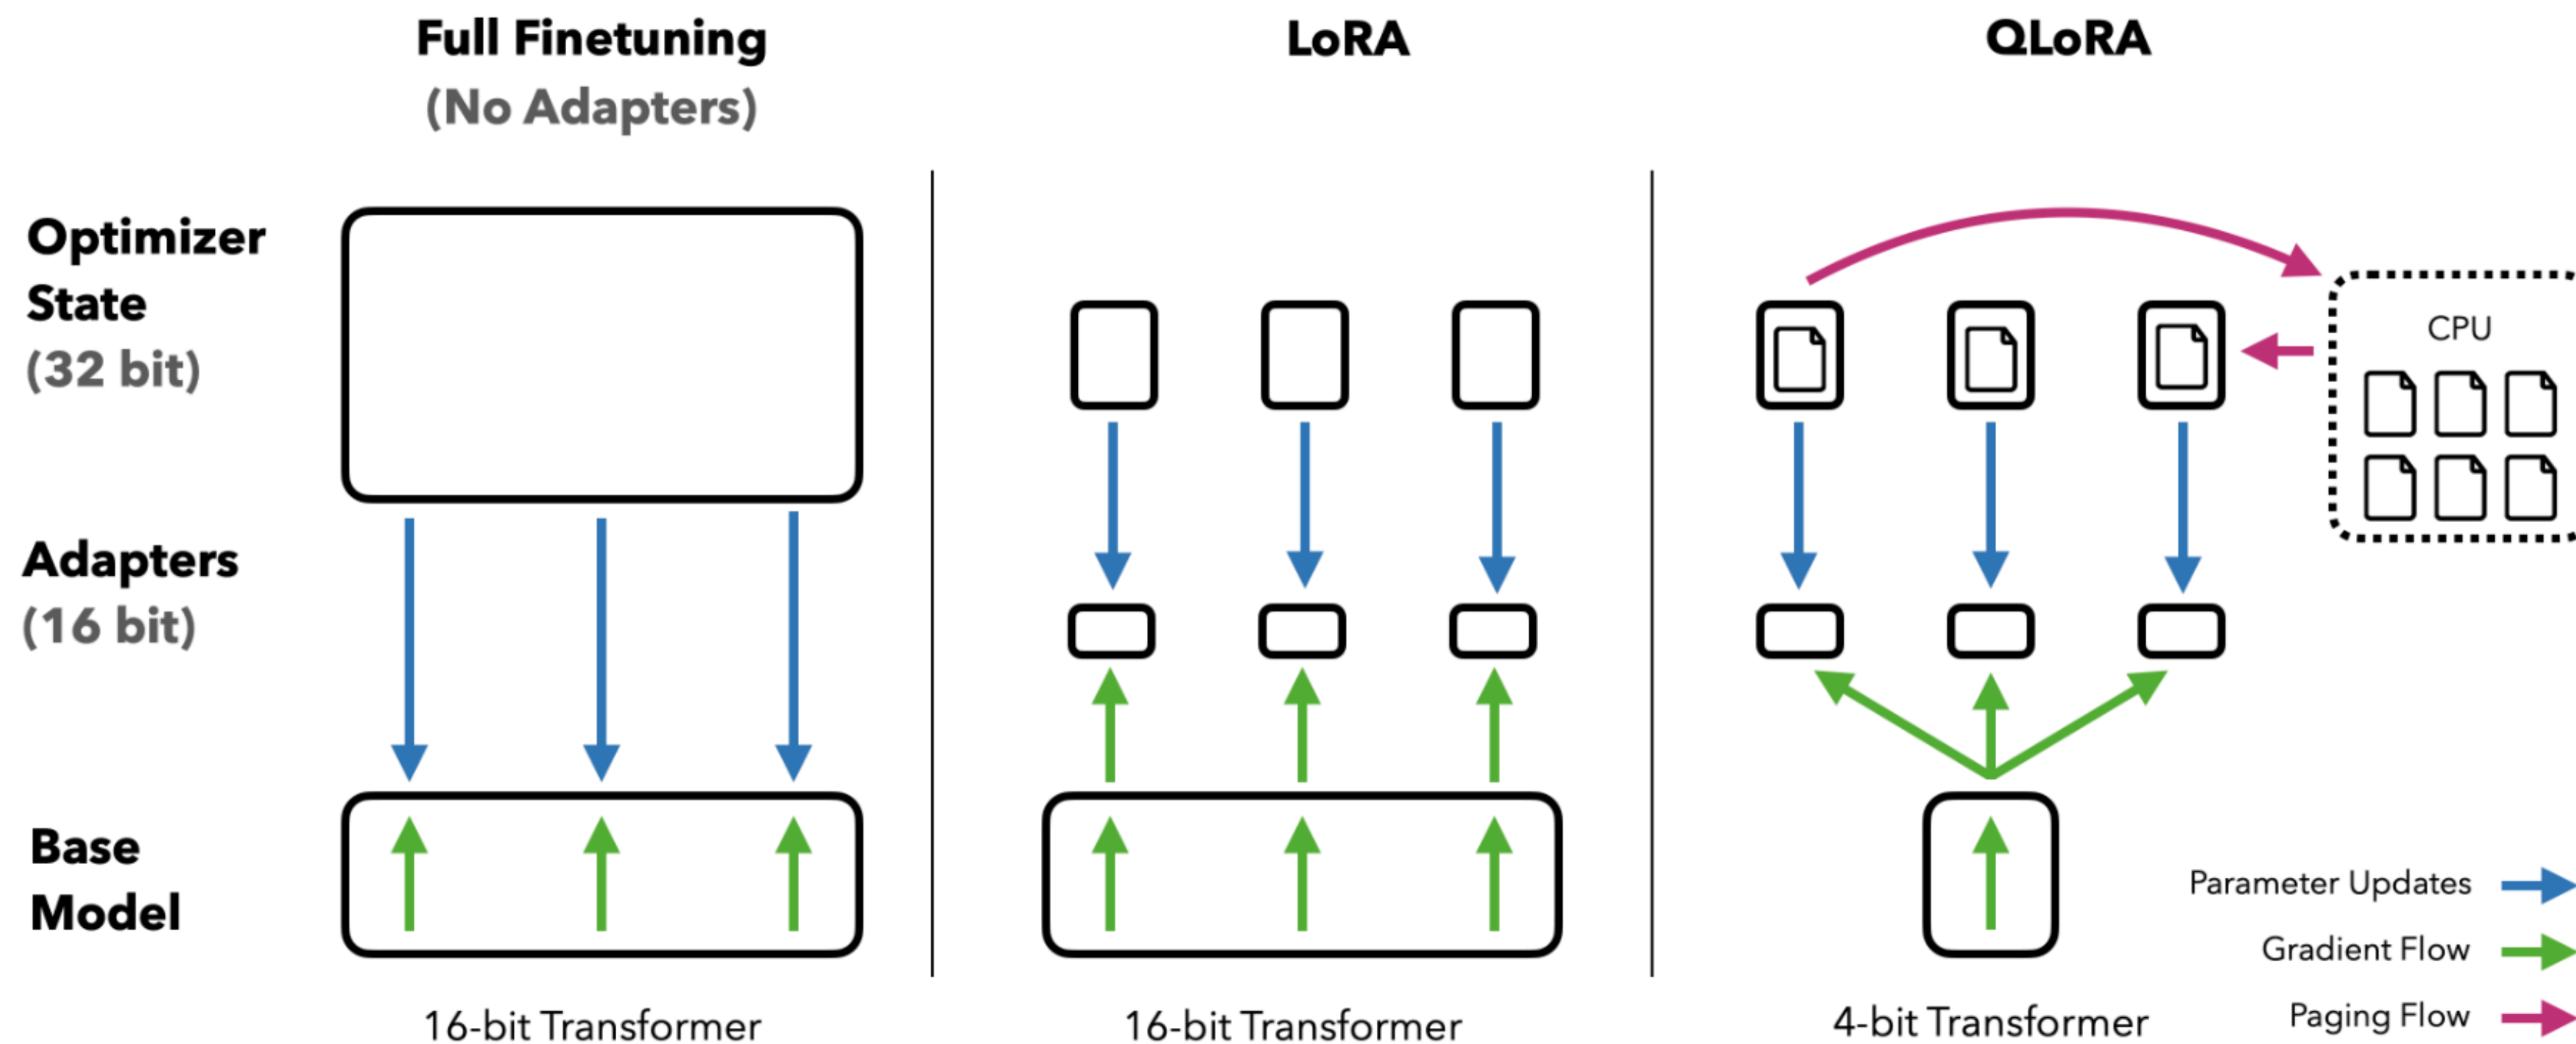 Full Finetuning
(No Adapters)
LoRA
QLoRA
Optimizer
State
(32 bit)
CPU
Adapters
(16 bit)
Base
Model
Parameter Updates
Gradient Flow
Paging Flow
16-bit Transformer
16-bit Transformer
4-bit Transformer